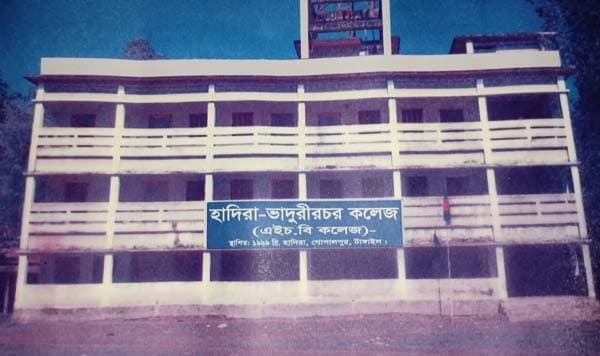 হাদিরা-ভাদুরীরচর কলেজ
(এইচ.বি কলেজ)-
স্থাপিত: ১৯৯৯ খ্রি. হাদিরা, গোপালপুর, টাঙ্গাইল।